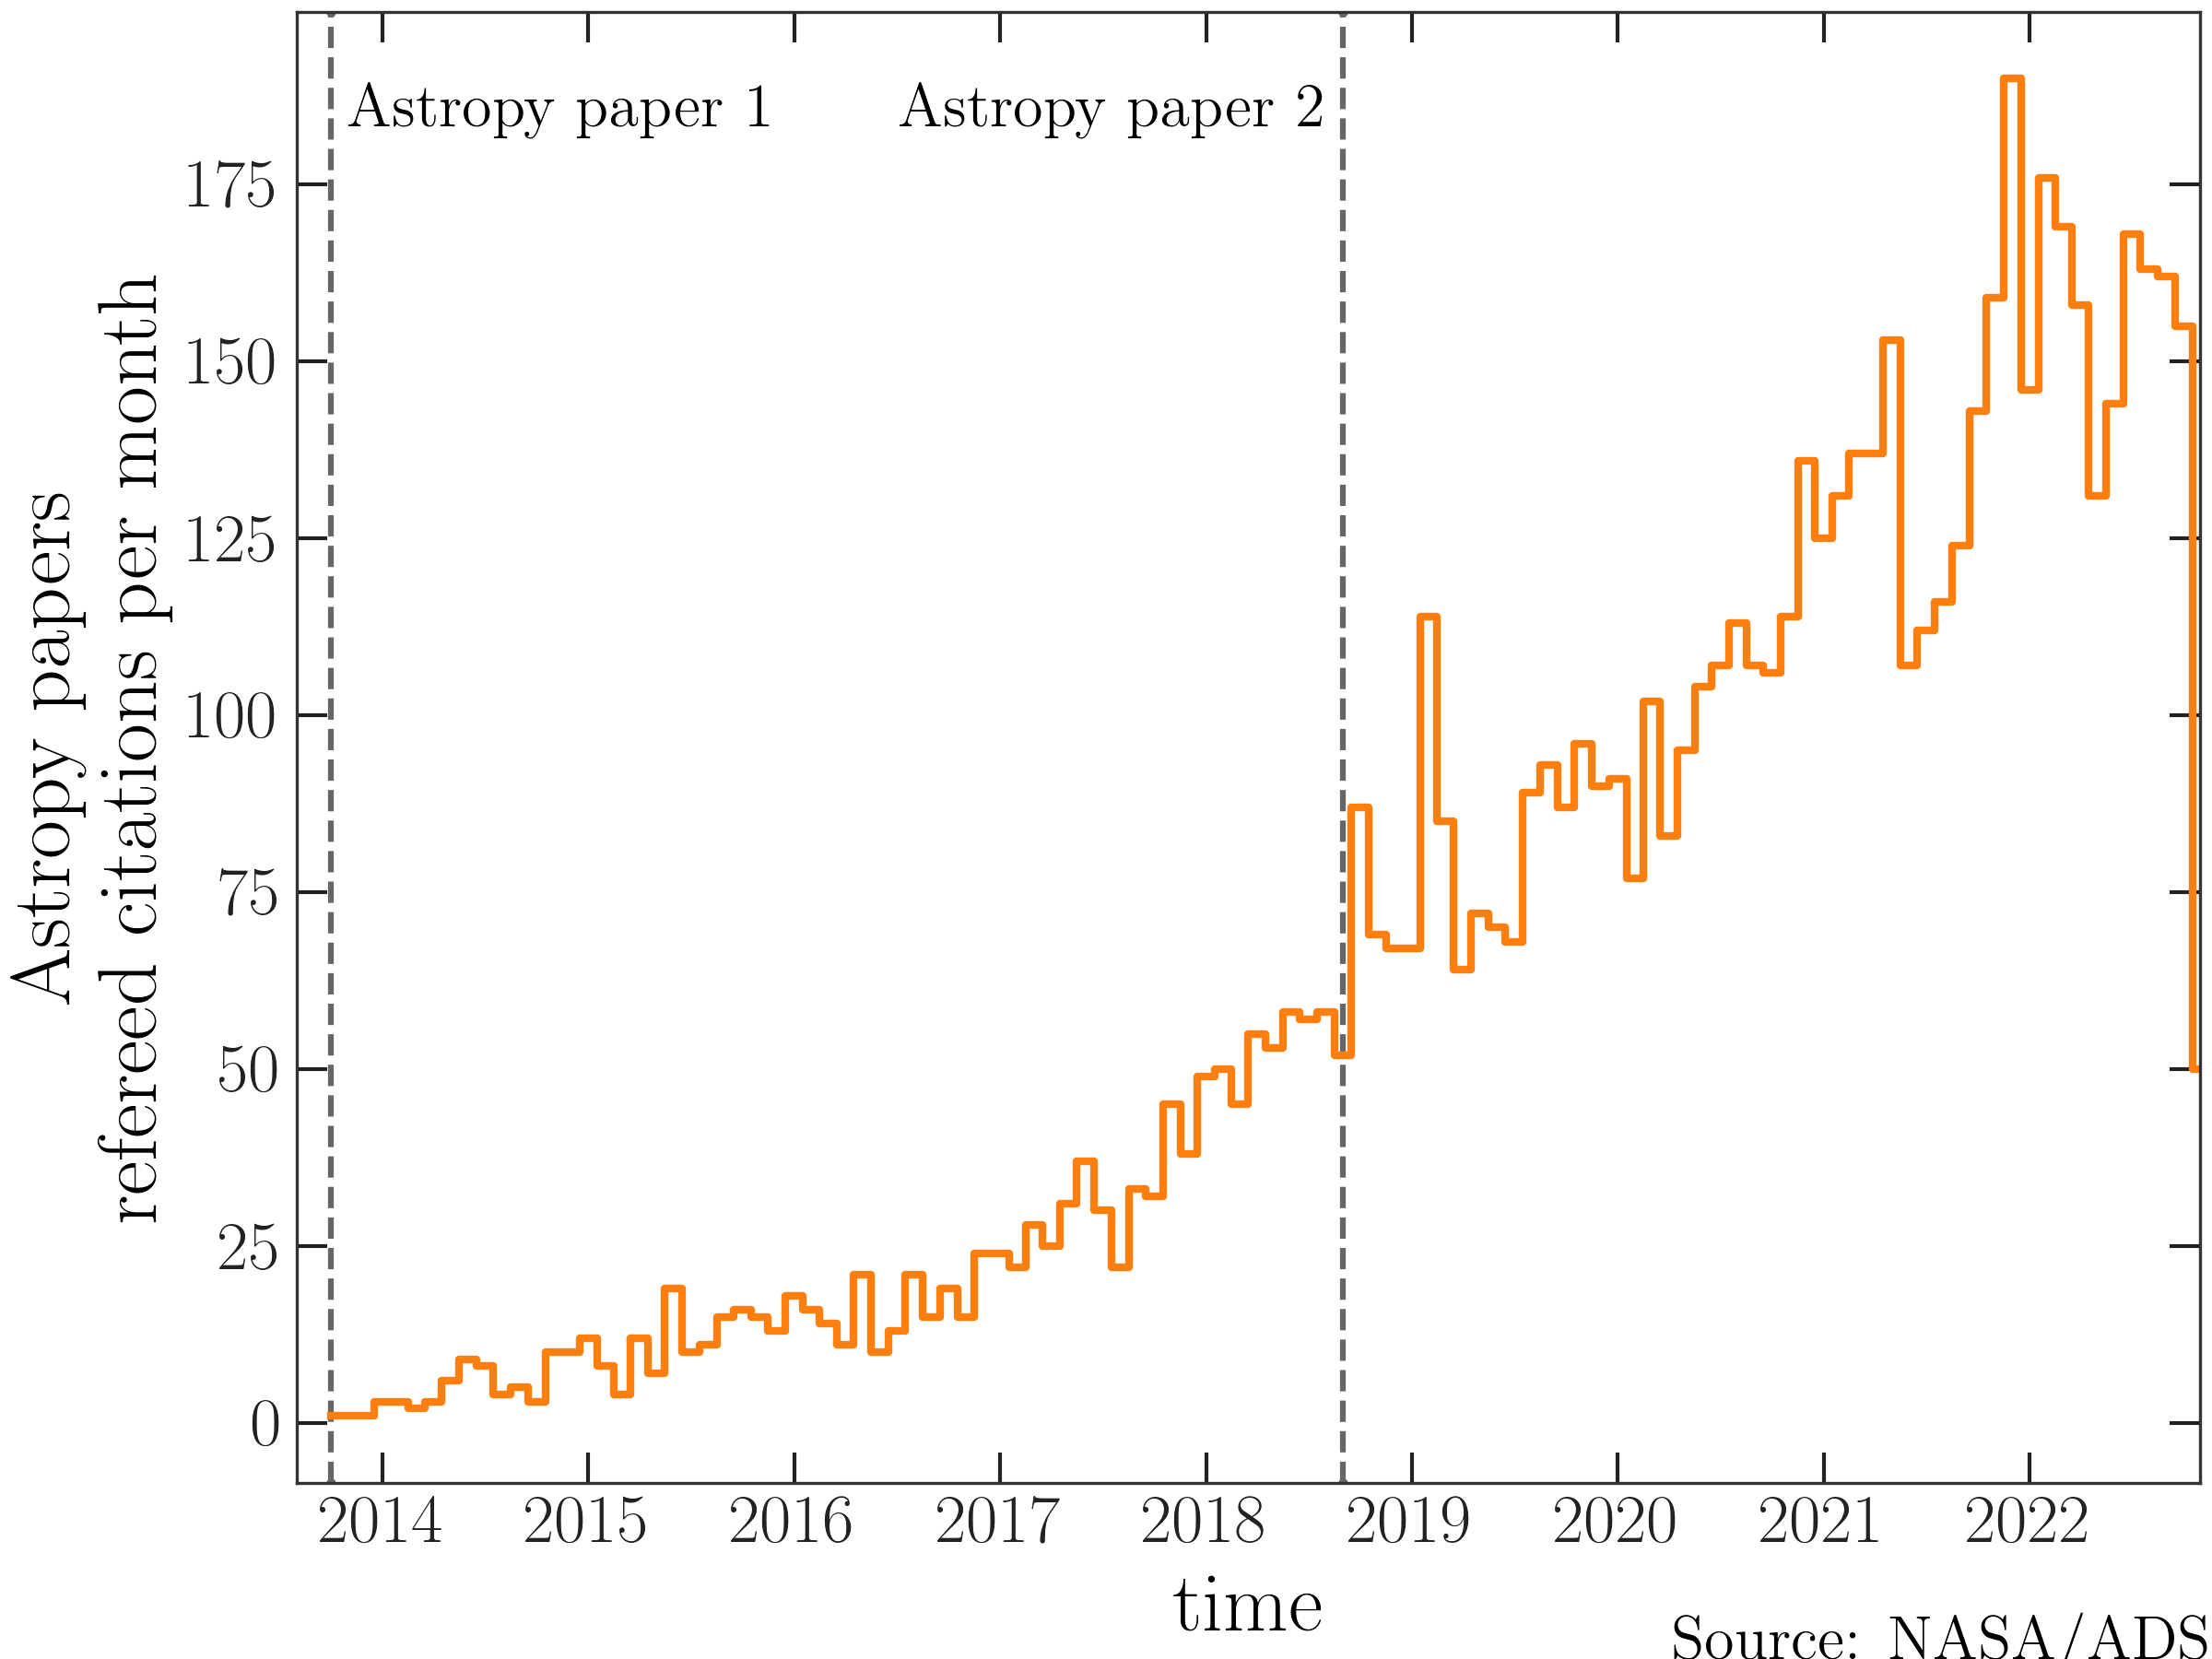 Astropy paper 1
Astropy paper 2
Astropy papers
refereed citations per month
175
150
125
100
75
50
25
0
2014
2015
2016
2017
2018
2019
2020
2021
2022
time
Source: NASA/ADS